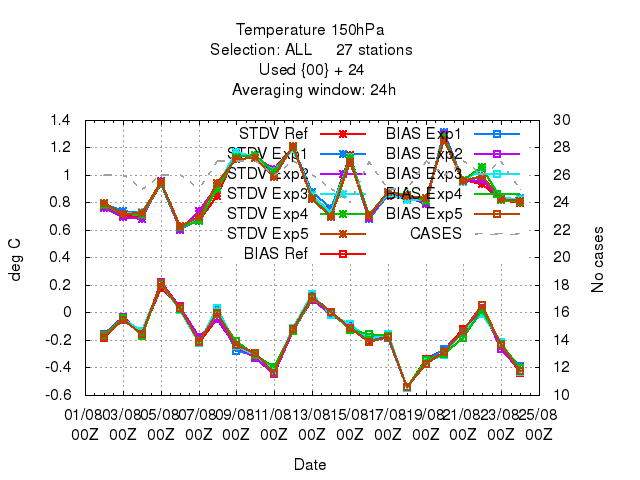 Temperature 150hPa
Selection: ALL 27 stations
Used {00} + 24
Averaging window: 24h
deg C
No cases
1.4
1.2
1
0.8
0.6
0.4
0.2
0
-0.2
-0.4
-0.6
30
28
26
24
22
20
18
16
14
12
10
STDV Ref
STDV Exp1
STDV Exp2
STDV Exp3
STDV Exp4
STDV Exp5
BIAS Ref
BIAS Exp1
BIAS Exp2
BIAS Exp3
BIAS Exp4
BIAS Exp5
CASES
01/08 03/08 05/08 07/08 09/08 11/08 13/08 15/08 17/08 19/08 21/08 23/08 25/08
00Z 00Z 00Z 00Z 00Z 00Z 00Z 00Z 00Z 00Z 00Z 00Z 00Z
Date